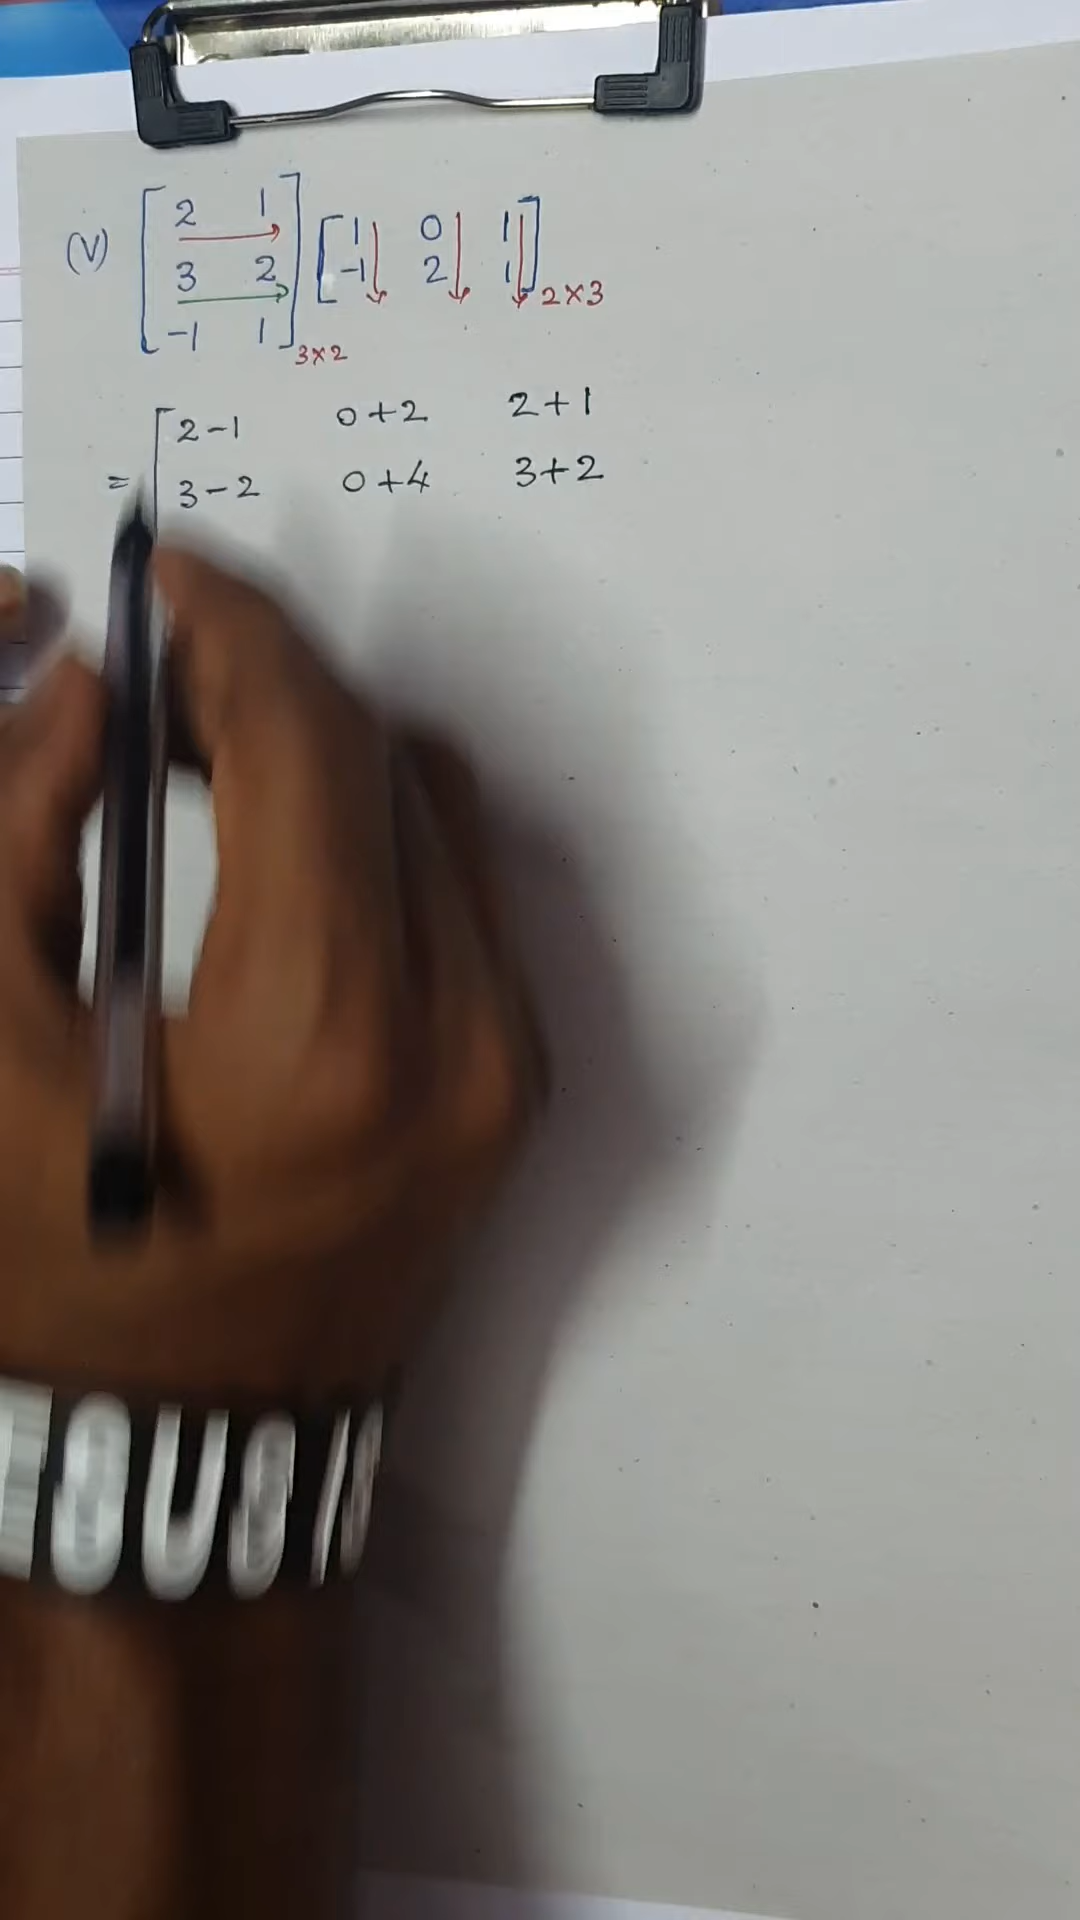 (V) [2 1
3 2
-1 1] 3×2 [1 0 1
-1 2 1] 2×3
= [2-1 0+2 2+1
3-2 0+4 3+2